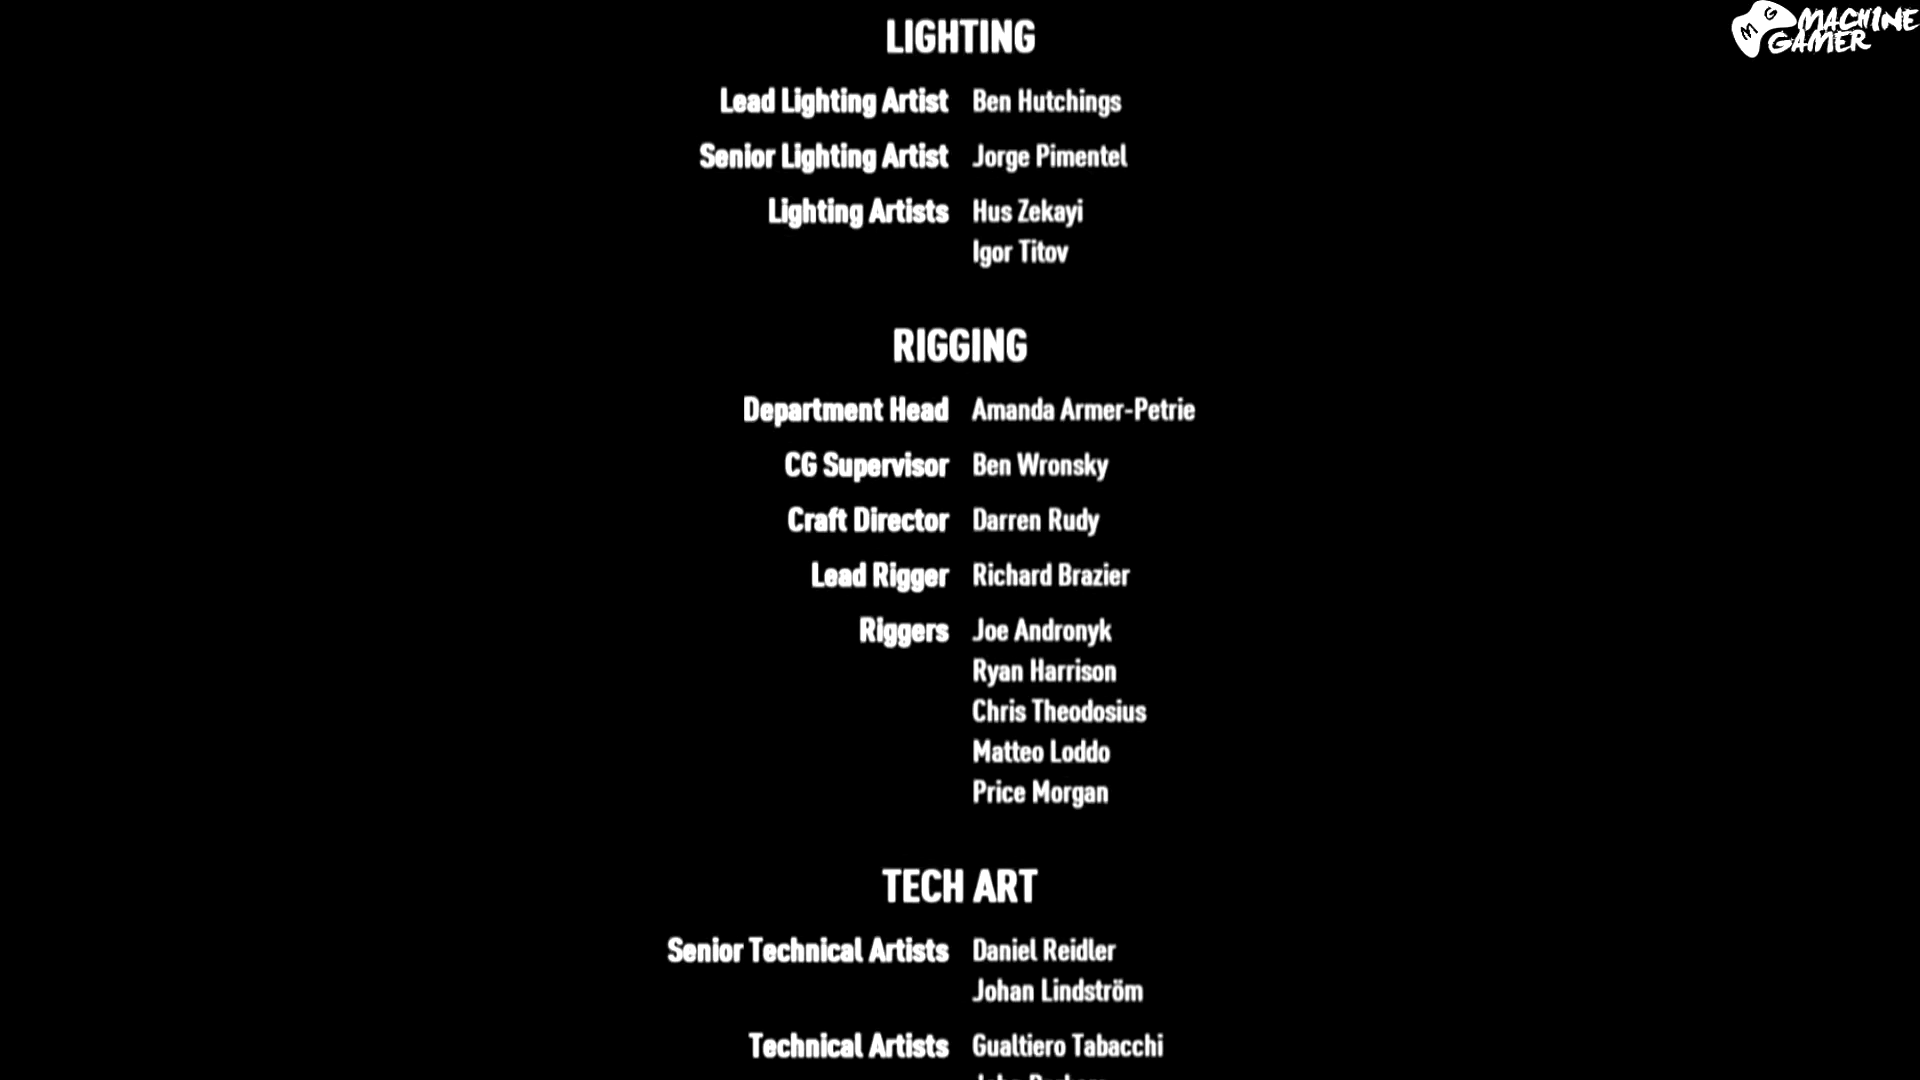 MACHINE
GAMER
M G
LIGHTING
Lead Lighting Artist Ben Hutchings
Senior Lighting Artist Jorge Pimentel
Lighting Artists Hus Zekayi
Igor Titov
RIGGING
Department Head Amanda Armer-Petrie
CG Supervisor Ben Wronsky
Craft Director Darren Rudy
Lead Rigger Richard Brazier
Riggers Joe Andronyk
Ryan Harrison
Chris Theodosius
Matteo Loddo
Price Morgan
TECH ART
Senior Technical Artists Daniel Reidler
Johan Lindström
Technical Artists Gualtiero Tabacchi